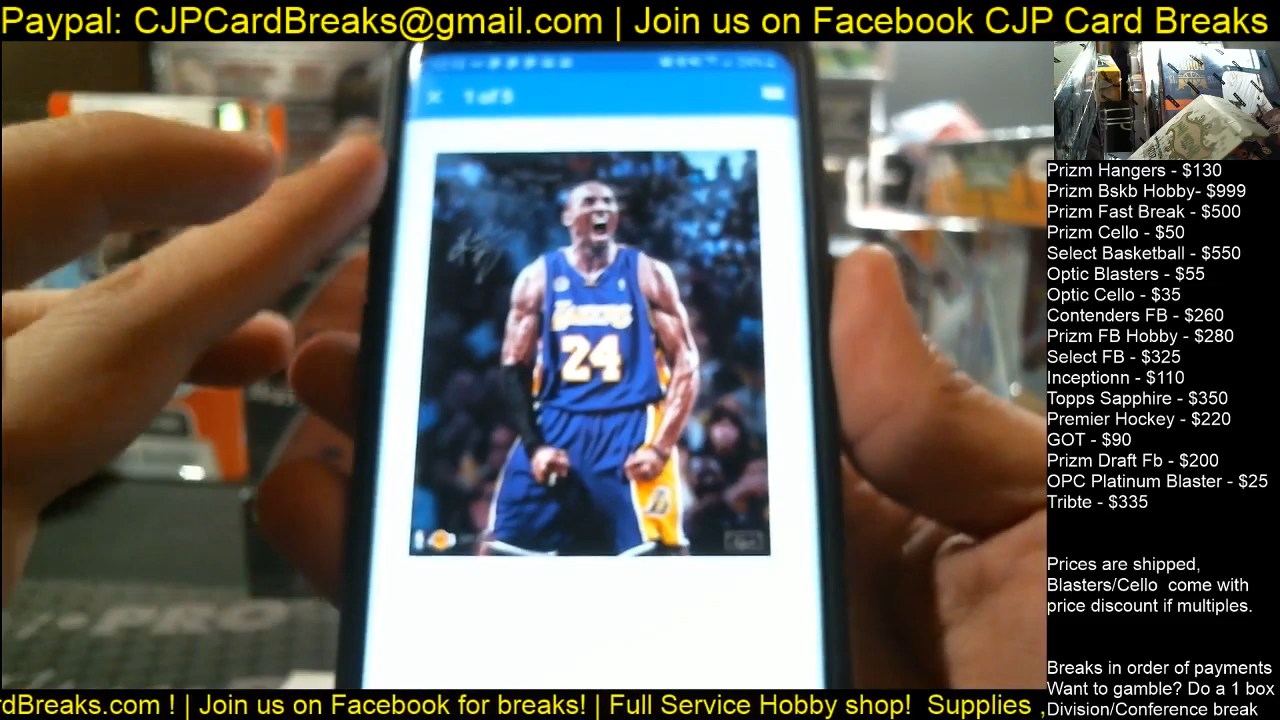 Paypal: CJPCardBreaks@gmail.com | Join us on Facebook CJP Card Breaks
1 of 3
LAKERS
24
Prizm Hangers - $130
Prizm Bskb Hobby- $999
Prizm Fast Break - $500
Prizm Cello - $50
Select Basketball - $550
Optic Blasters - $55
Optic Cello - $35
Contenders FB - $260
Prizm FB Hobby - $280
Select FB - $325
Inceptionn - $110
Topps Sapphire - $350
Premier Hockey - $220
GOT - $90
Prizm Draft Fb - $200
OPC Platinum Blaster - $25
Tribte - $335
Prices are shipped,
Blasters/Cello come with
price discount if multiples.
Breaks in order of payments
Want to gamble? Do a 1 box
Division/Conference break
PRO
rdBreaks.com ! | Join us on Facebook for breaks! | Full Service Hobby shop! Supplies ,